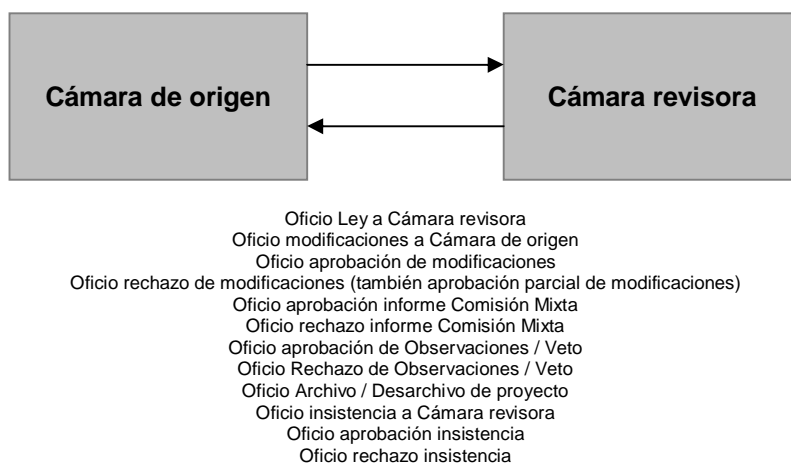 Cámara de origen
Cámara revisora
Oficio Ley a Cámara revisora
Oficio modificaciones a Cámara de origen
Oficio aprobación de modificaciones
Oficio rechazo de modificaciones (también aprobación parcial de modificaciones)
Oficio aprobación informe Comisión Mixta
Oficio rechazo informe Comisión Mixta
Oficio aprobación de Observaciones / Veto
Oficio Rechazo de Observaciones / Veto
Oficio Archivo / Desarchivo de proyecto
Oficio insistencia a Cámara revisora
Oficio aprobación insistencia
Oficio rechazo insistencia